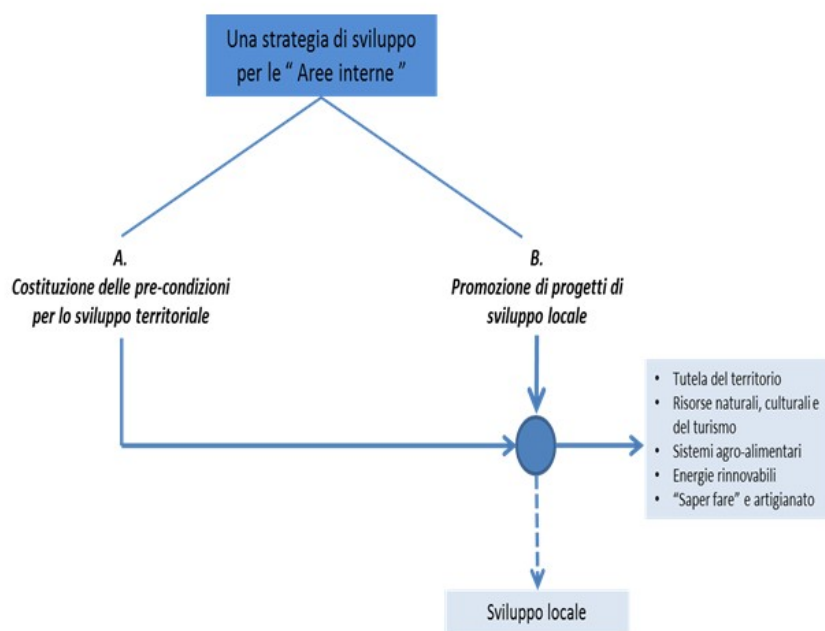 Una strategia di sviluppo
per le “ Aree interne ”
A.
Costituzione delle pre-condizioni
per lo sviluppo territoriale
B.
Promozione di progetti di
sviluppo locale
• Tutela del territorio
• Risorse naturali, culturali e
del turismo
• Sistemi agro-alimentari
• Energie rinnovabili
• “Saper fare” e artigianato
Sviluppo locale